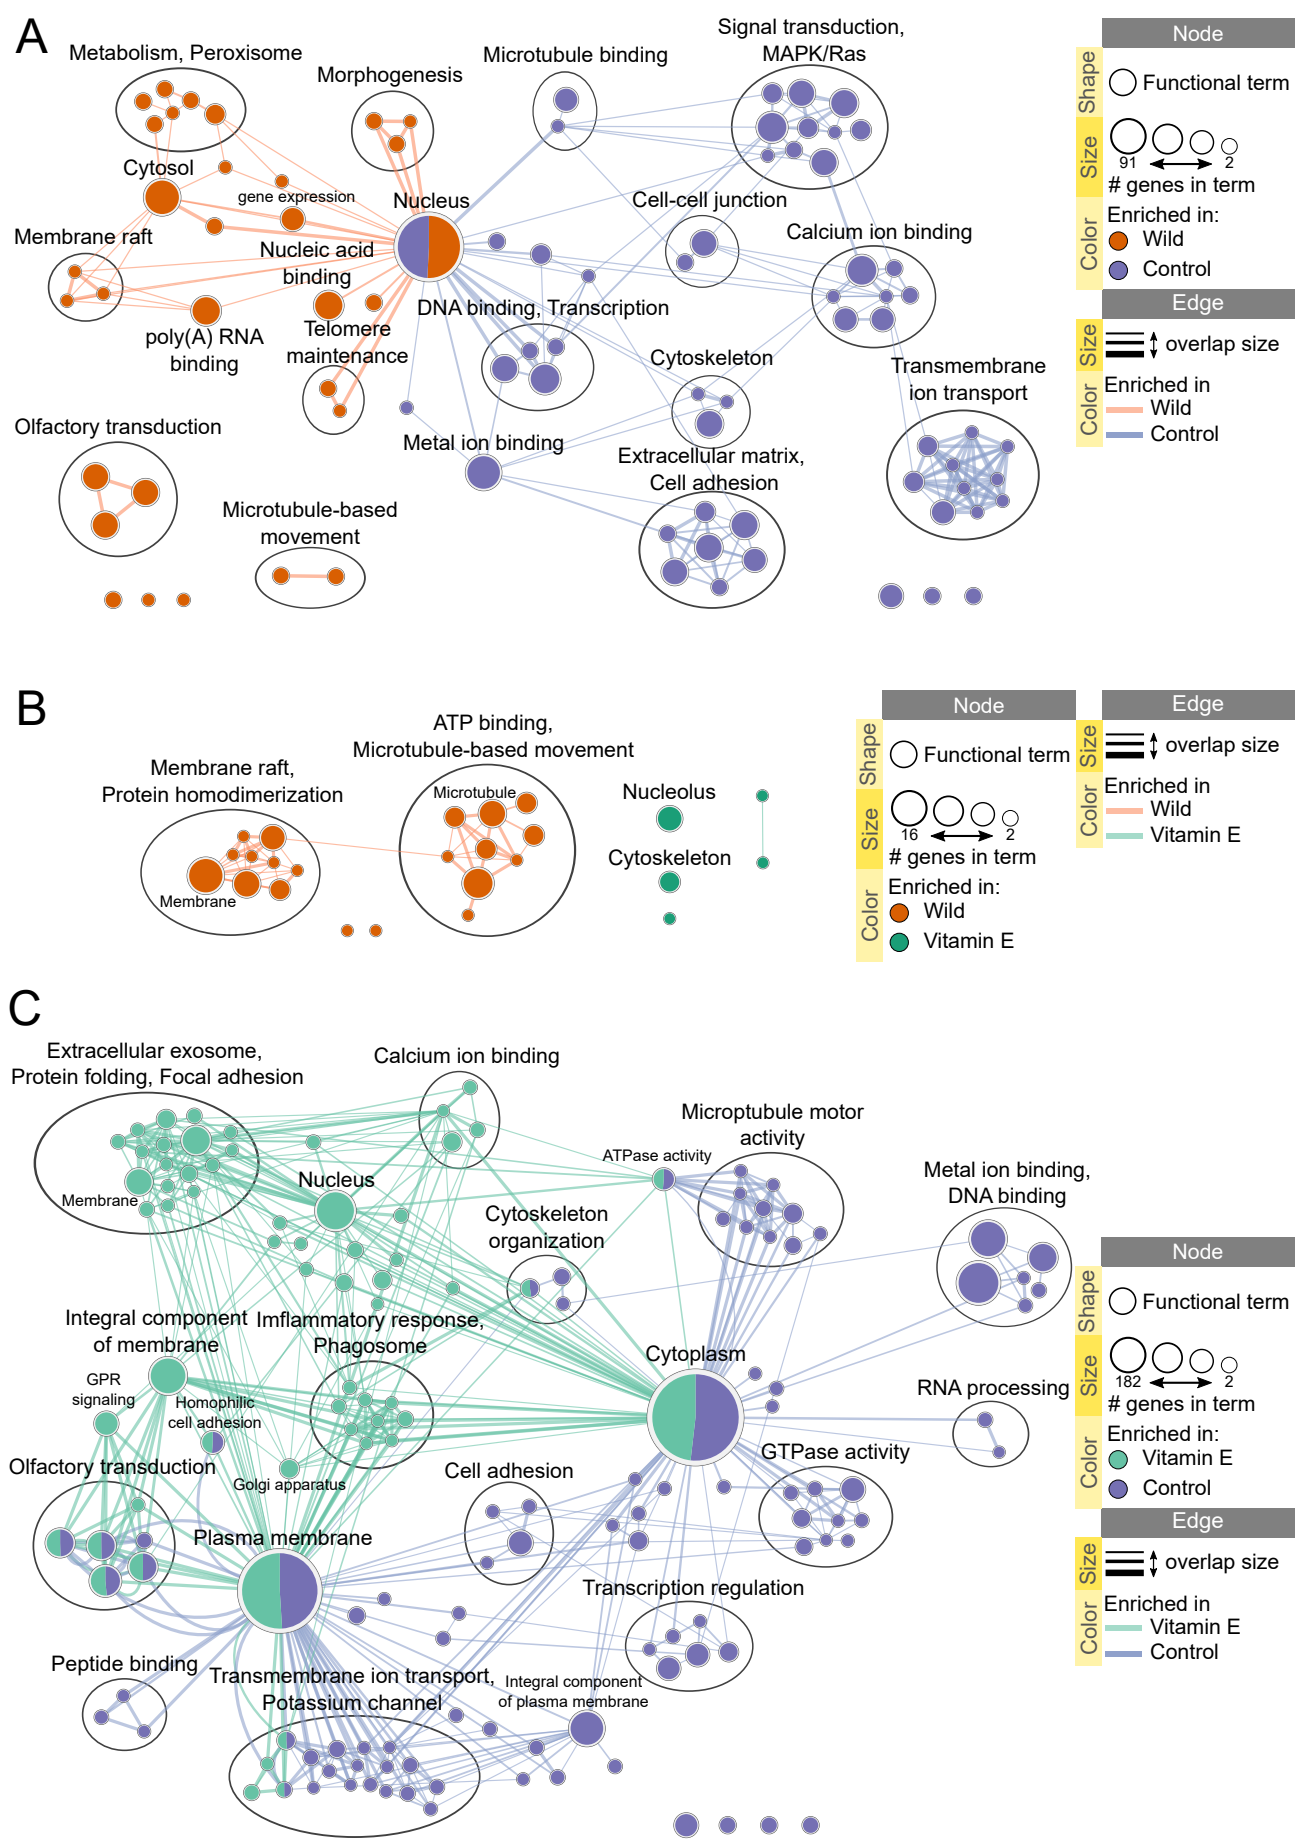 A
Metabolism, Peroxisome
Morphogenesis
Microtubule binding
Signal transduction,
MAPK/Ras
Cytosol
gene expression
Nucleus
Cell-cell junction
Calcium ion binding
Membrane raft
Nucleic acid
binding
DNA binding, Transcription
poly(A) RNA
binding
Telomere
maintenance
Cytoskeleton
Transmembrane
ion transport
Olfactory transduction
Metal ion binding
Extracellular matrix,
Cell adhesion
Microtubule-based
movement
Node
Shape
Functional term
Size
91
2
# genes in term
Color
Enriched in:
Wild
Control
Edge
Size
overlap size
Color
Enriched in
Wild
Control
B
Membrane raft,
Protein homodimerization
Membrane
ATP binding,
Microtubule-based movement
Microtubule
Nucleolus
Cytoskeleton
Node
Shape
Functional term
Size
16
2
# genes in term
Color
Enriched in:
Wild
Vitamin E
Edge
Size
overlap size
Color
Enriched in
Wild
Vitamin E
C
Extracellular exosome,
Protein folding, Focal adhesion
Membrane
Calcium ion binding
Nucleus
ATPase activity
Microptubule motor
activity
Metal ion binding,
DNA binding
Cytoskeleton
organization
Integral component
of membrane
Imflammatory response,
Phagosome
Cytoplasm
GPR
signaling
Homophilic
cell adhesion
RNA processing
Olfactory transduction
Golgi apparatus
Cell adhesion
GTPase activity
Plasma membrane
Transcription regulation
Peptide binding
Transmembrane ion transport,
Potassium channel
Integral component
of plasma membrane
Node
Shape
Functional term
Size
182
2
# genes in term
Color
Enriched in:
Vitamin E
Control
Edge
Size
overlap size
Color
Enriched in
Vitamin E
Control